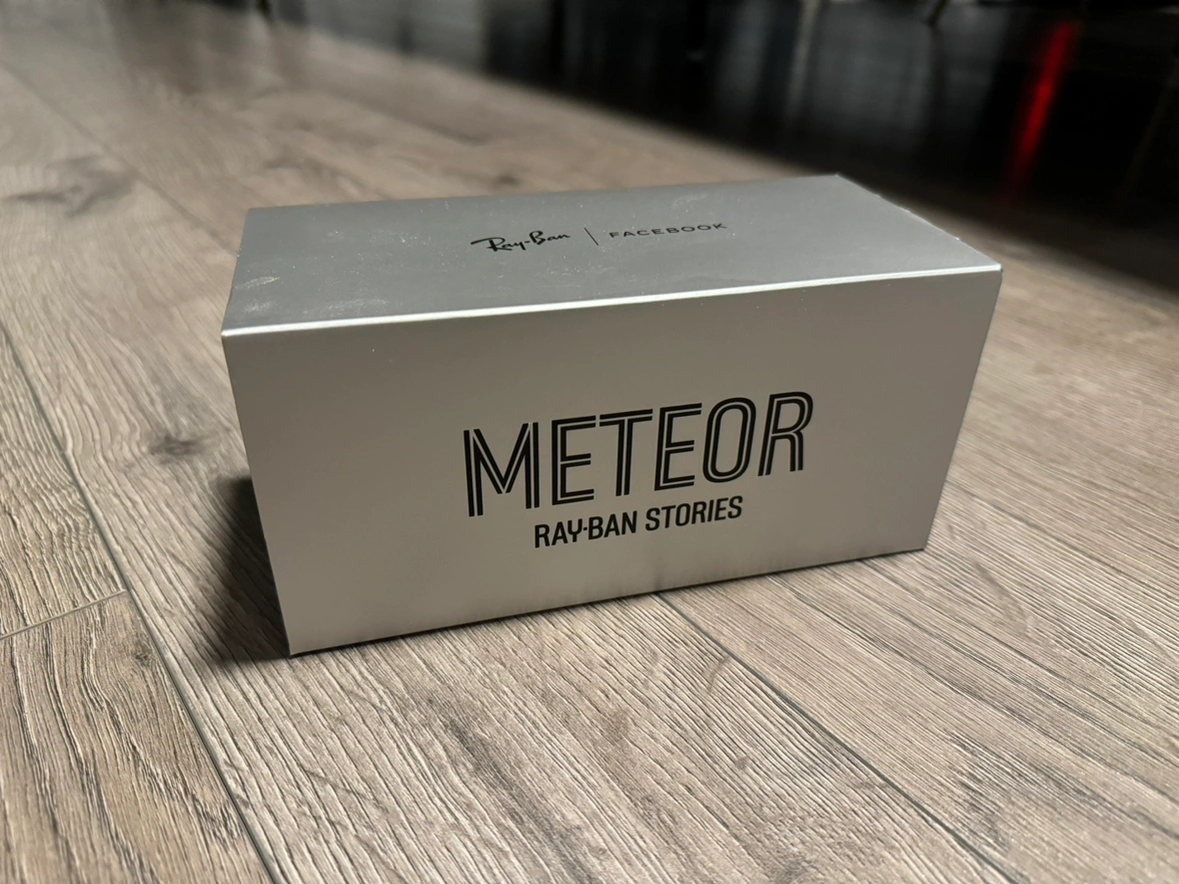 Ray-Ban | FACEBOOK
METEOR
RAY-BAN STORIES